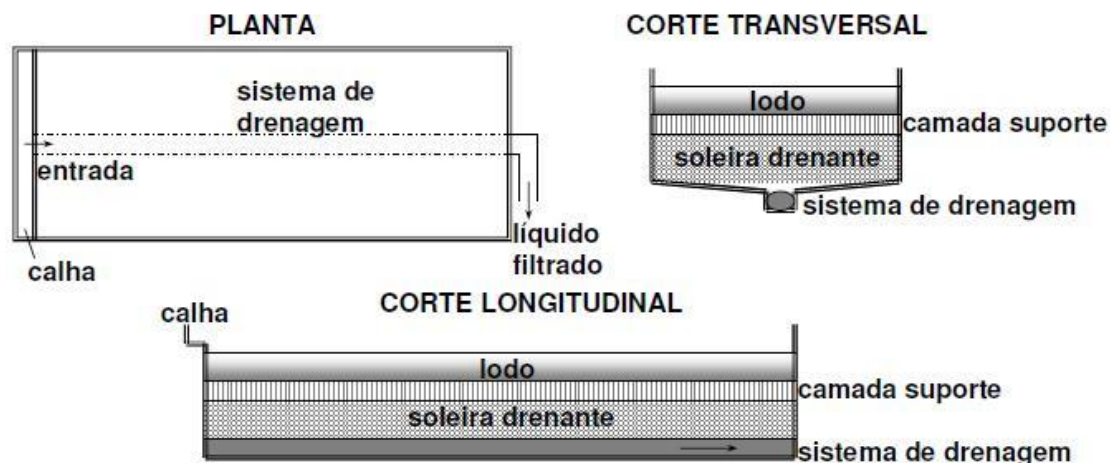 PLANTA
sistema de
drenagem
entrada
calha
líquido
filtrado
CORTE TRANSVERSAL
lodo
camada suporte
soleira drenante
sistema de drenagem
CORTE LONGITUDINAL
calha
lodo
camada suporte
soleira drenante
sistema de drenagem